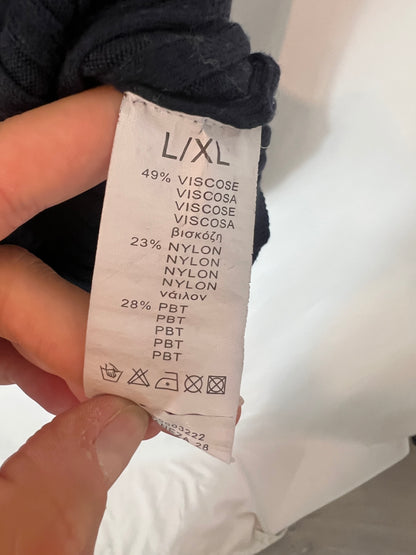 L/XL
49% VISCOSE
VISCOSA
VISCOSE
VISCOSA
βισκόζη
23% NYLON
NYLON
NYLON
NYLON
νάιλον
28% PBT
PBT
PBT
PBT
PBT